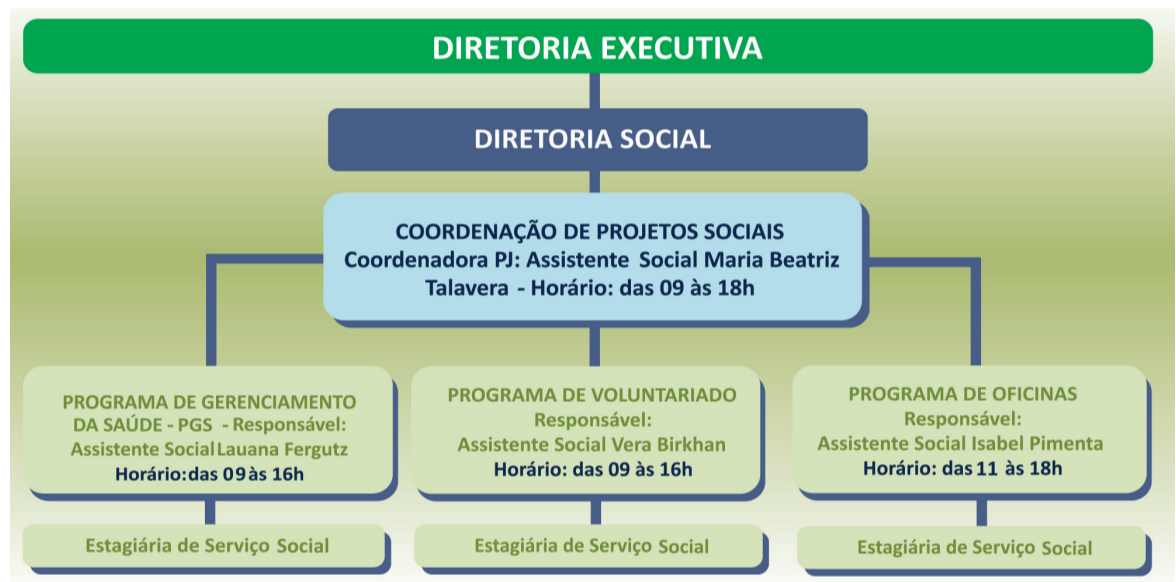 DIRETORIA EXECUTIVA
DIRETORIA SOCIAL
COORDENAÇÃO DE PROJETOS SOCIAIS
Coordenadora PJ: Assistente Social Maria Beatriz
Talavera - Horário: das 09 às 18h
PROGRAMA DE GERENCIAMENTO
DA SAÚDE - PGS - Responsável:
Assistente Social Lauana Fergutz
Horário: das 09 às 16h
PROGRAMA DE VOLUNTARIADO
Responsável:
Assistente Social Vera Birkhan
Horário: das 09 às 16h
PROGRAMA DE OFICINAS
Responsável:
Assistente Social Isabel Pimenta
Horário: das 11 às 18h
Estagiária de Serviço Social
Estagiária de Serviço Social
Estagiária de Serviço Social